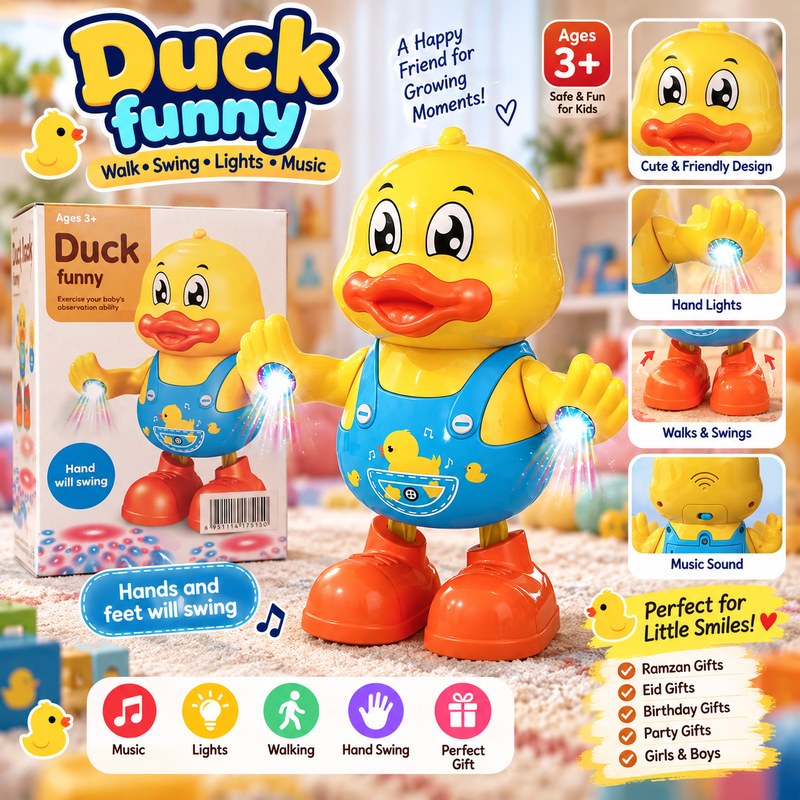 Duck
funny
Walk • Swing • Lights • Music
A Happy
Friend for
Growing
Moments!
Ages
3+
Safe & Fun
for Kids
Cute & Friendly Design
Hand Lights
Walks & Swings
Music Sound
Ages 3+
Duck
funny
Exercise your baby's
observation ability
Hand
will swing
6 951114 175150
Hands and
feet will swing
Perfect for
Little Smiles!
Ramzan Gifts
Eid Gifts
Birthday Gifts
Party Gifts
Girls & Boys
Music
Lights
Walking
Hand Swing
Perfect
Gift